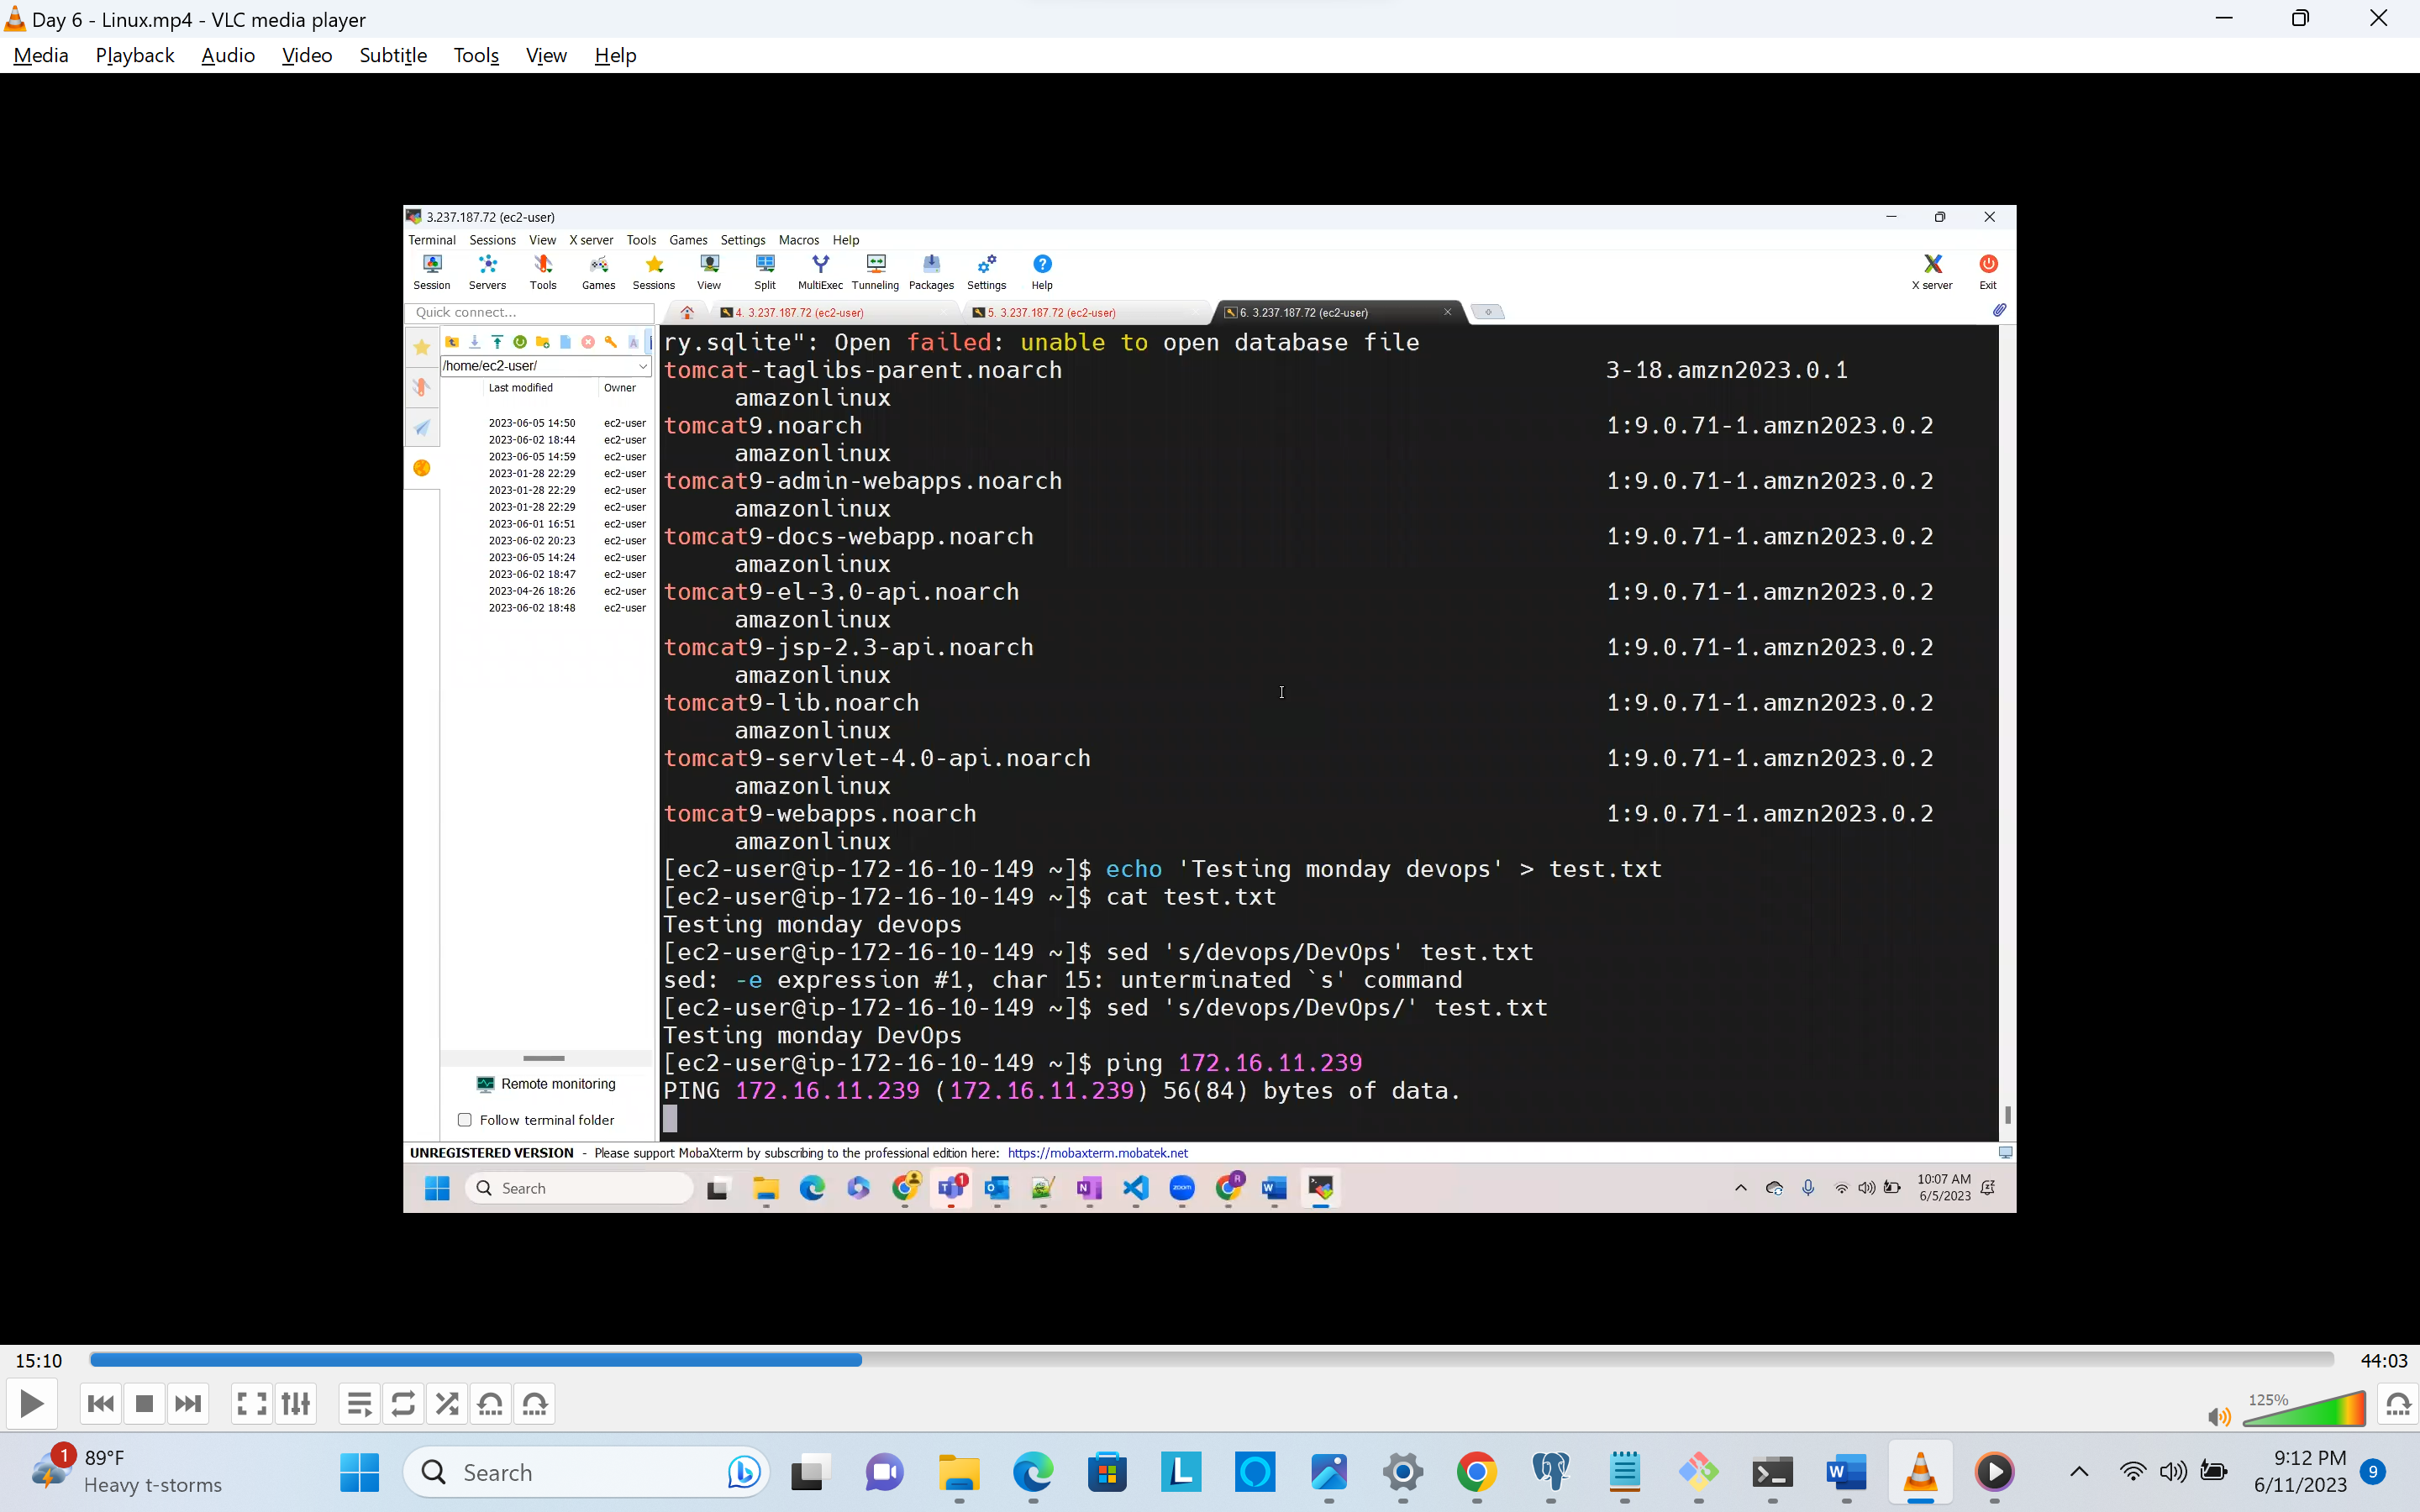 Day 6 - Linux.mp4 - VLC media player
Media Playback Audio Video Subtitle Tools View Help
3.237.187.72 (ec2-user)
Terminal Sessions View X server Tools Games Settings Macros Help
Session Servers Tools Games Sessions View Split MultiExec Tunneling Packages Settings Help X server Exit
Quick connect...
4. 3.237.187.72 (ec2-user)
5. 3.237.187.72 (ec2-user)
6. 3.237.187.72 (ec2-user)
/home/ec2-user/
Last modified Owner
2023-06-05 14:50 ec2-user
2023-06-02 18:44 ec2-user
2023-06-05 14:59 ec2-user
2023-01-28 22:29 ec2-user
2023-01-28 22:29 ec2-user
2023-01-28 22:29 ec2-user
2023-06-01 16:51 ec2-user
2023-06-02 20:23 ec2-user
2023-06-05 14:24 ec2-user
2023-06-02 18:47 ec2-user
2023-04-26 18:26 ec2-user
2023-06-02 18:48 ec2-user
Remote monitoring
Follow terminal folder
ry.sqlite": Open failed: unable to open database file
tomcat-taglibs-parent.noarch 3-18.amzn2023.0.1
amazonlinux
tomcat9.noarch 1:9.0.71-1.amzn2023.0.2
amazonlinux
tomcat9-admin-webapps.noarch 1:9.0.71-1.amzn2023.0.2
amazonlinux
tomcat9-docs-webapp.noarch 1:9.0.71-1.amzn2023.0.2
amazonlinux
tomcat9-el-3.0-api.noarch 1:9.0.71-1.amzn2023.0.2
amazonlinux
tomcat9-jsp-2.3-api.noarch 1:9.0.71-1.amzn2023.0.2
amazonlinux
tomcat9-lib.noarch 1:9.0.71-1.amzn2023.0.2
amazonlinux
tomcat9-servlet-4.0-api.noarch 1:9.0.71-1.amzn2023.0.2
amazonlinux
tomcat9-webapps.noarch 1:9.0.71-1.amzn2023.0.2
amazonlinux
[ec2-user@ip-172-16-10-149 ~]$ echo 'Testing monday devops' > test.txt
[ec2-user@ip-172-16-10-149 ~]$ cat test.txt
Testing monday devops
[ec2-user@ip-172-16-10-149 ~]$ sed 's/devops/DevOps' test.txt
sed: -e expression #1, char 15: unterminated `s' command
[ec2-user@ip-172-16-10-149 ~]$ sed 's/devops/DevOps/' test.txt
Testing monday DevOps
[ec2-user@ip-172-16-10-149 ~]$ ping 172.16.11.239
PING 172.16.11.239 (172.16.11.239) 56(84) bytes of data.
UNREGISTERED VERSION - Please support MobaXterm by subscribing to the professional edition here: https://mobaxterm.mobatek.net
Search
10:07 AM
6/5/2023
15:10 44:03
125%
1 89°F
Heavy t-storms
Search
9:12 PM
6/11/2023
9